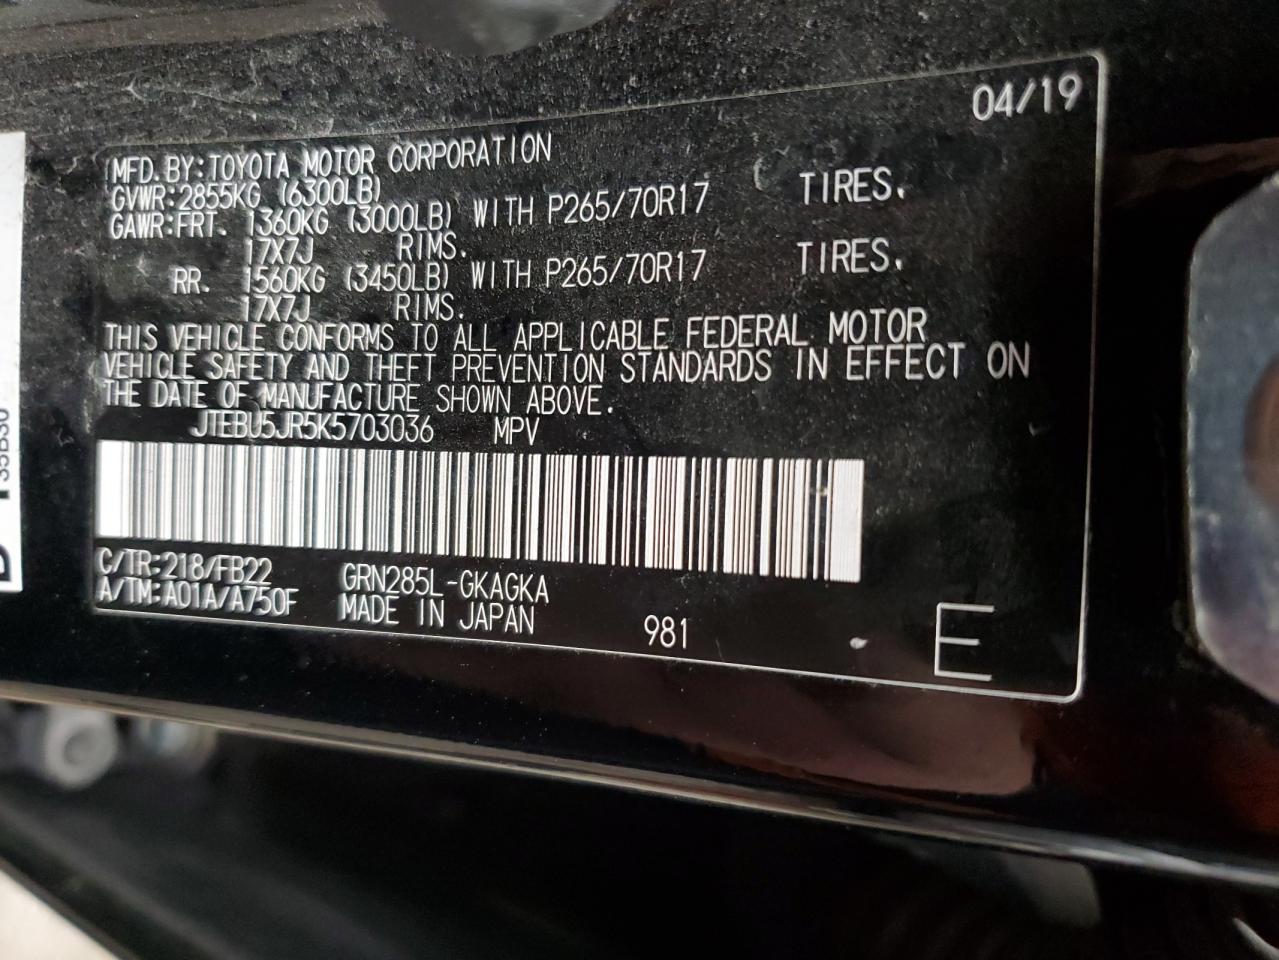 04/19
MFD.BY:TOYOTA MOTOR CORPORATION
GVWR:2855KG (6300LB)
GAWR:FRT. 1360KG (3000LB) WITH P265/70R17 TIRES.
17X7J RIMS.
RR. 1560KG (3450LB) WITH P265/70R17 TIRES.
17X7J RIMS.
THIS VEHICLE CONFORMS TO ALL APPLICABLE FEDERAL MOTOR
VEHICLE SAFETY AND THEFT PREVENTION STANDARDS IN EFFECT ON
THE DATE OF MANUFACTURE SHOWN ABOVE.
JTEBU5JR5K5703036 MPV
C/TR:218/FB22 GRN285L-GKAGKA
A/TM:A01A/A750F MADE IN JAPAN 981 E